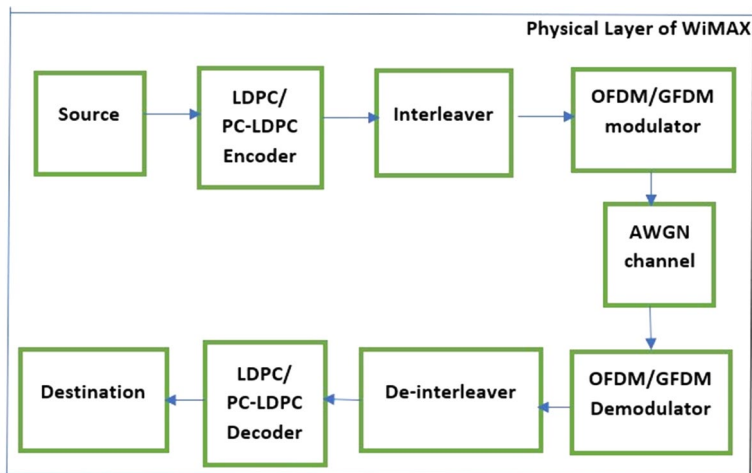 Physical Layer of WiMAX
Source
LDPC/
PC-LDPC
Encoder
Interleaver
OFDM/GFDM
modulator
AWGN
channel
OFDM/GFDM
Demodulator
De-interleaver
LDPC/
PC-LDPC
Decoder
Destination